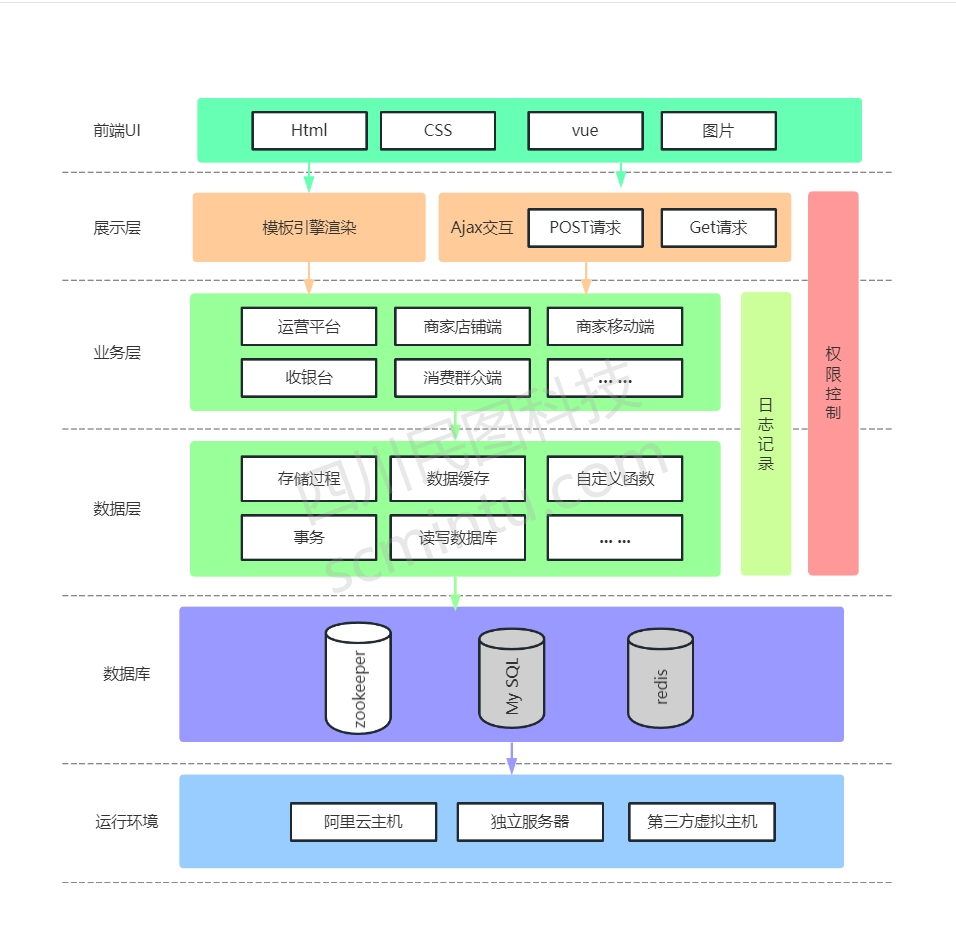 前端UI
Html
CSS
vue
图片
展示层
模板引擎渲染
Ajax交互
POST请求
Get请求
权限控制
业务层
运营平台
商家店铺端
商家移动端
收银台
消费群众端
... ...
日志记录
数据层
存储过程
数据缓存
自定义函数
事务
读写数据库
... ...
四川民图科技
scmintu.com
数据库
zookeeper
My SQL
redis
运行环境
阿里云主机
独立服务器
第三方虚拟主机